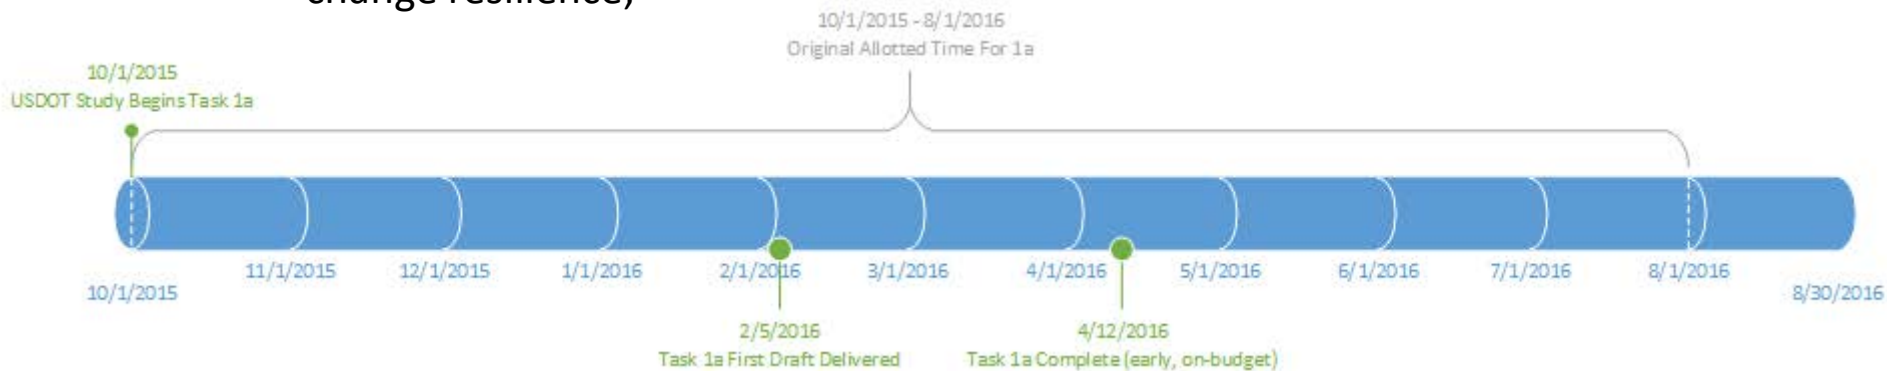 change resilience,
10/1/2015 - 8/1/2016
Original Allotted Time For 1a
10/1/2015
USDOT Study Begins Task 1a
11/1/2015 12/1/2015 1/1/2016 2/1/2016 3/1/2016 4/1/2016 5/1/2016 6/1/2016 7/1/2016 8/1/2016
10/1/2015 8/30/2016
2/5/2016
Task 1a First Draft Delivered
4/12/2016
Task 1a Complete (early, on-budget)